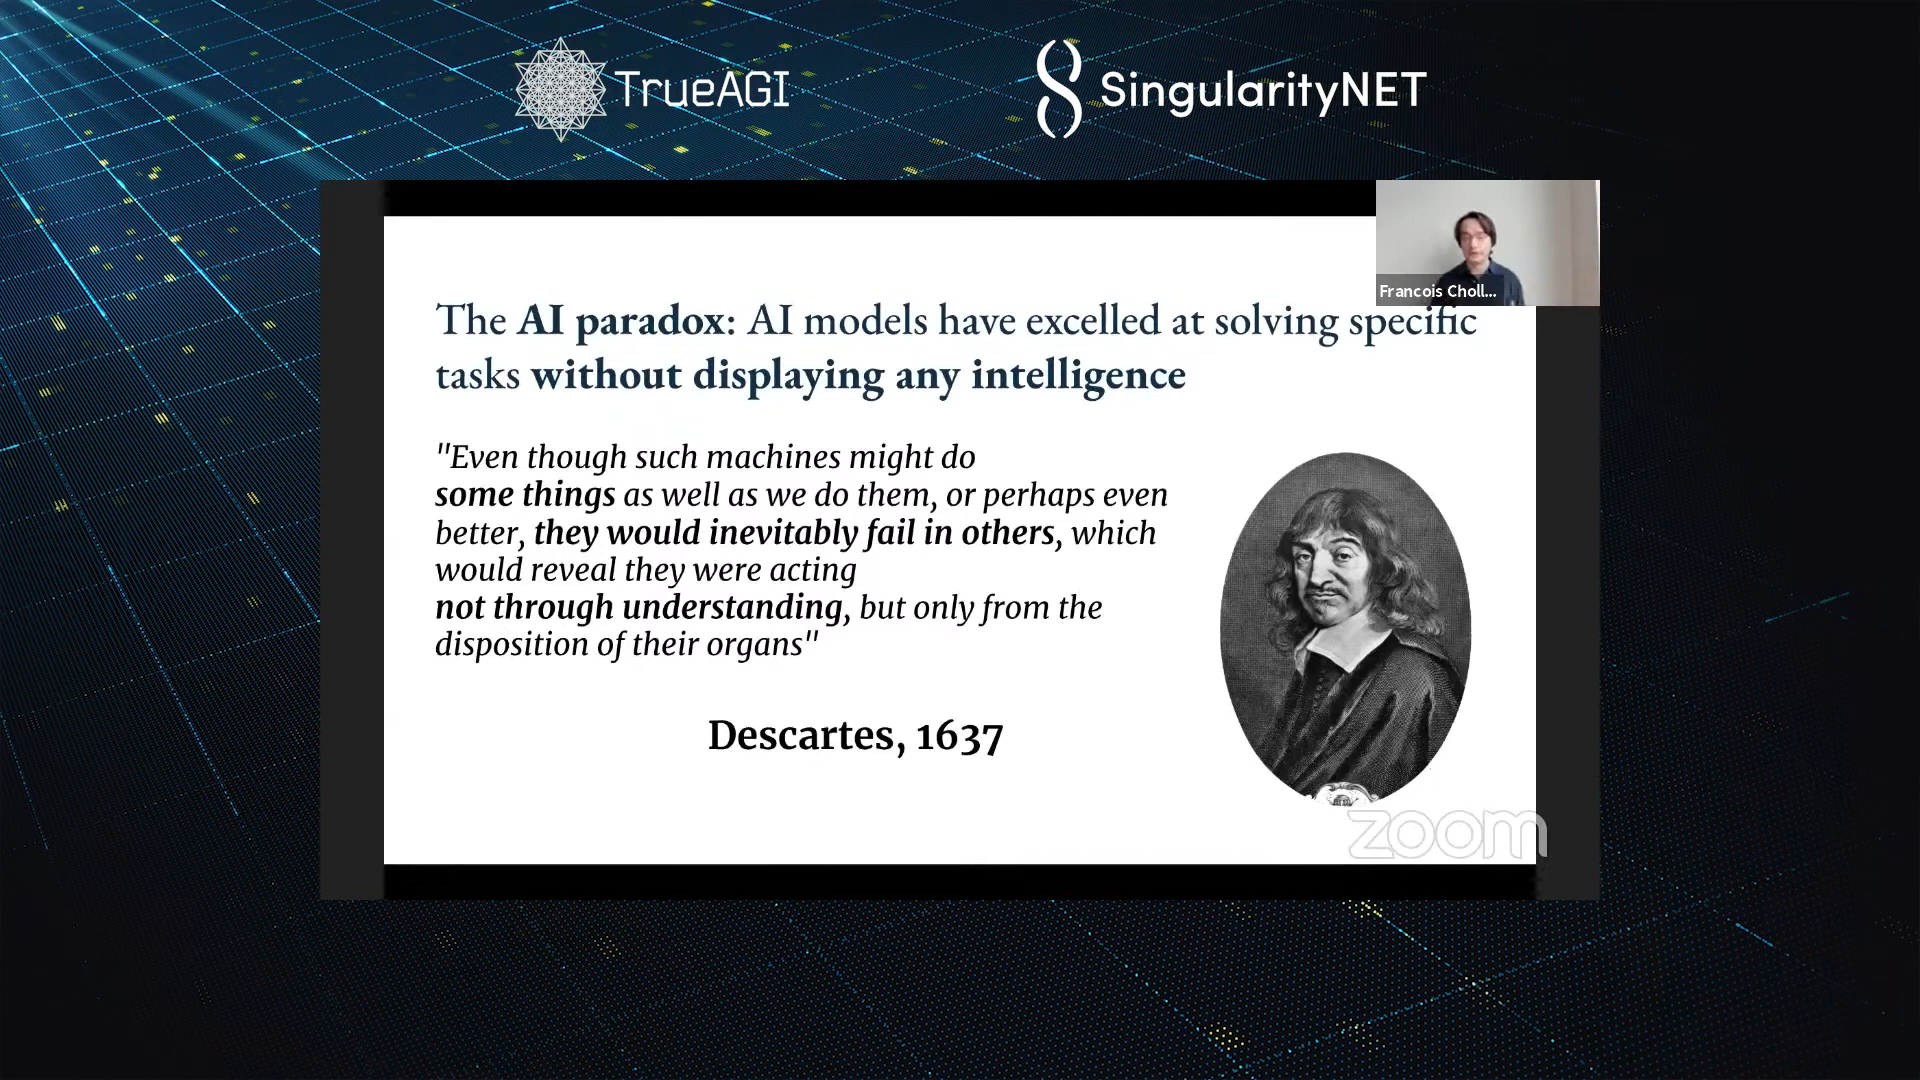 TrueAGI
SingularityNET
Francois Choll...
The AI paradox: AI models have excelled at solving specific
tasks without displaying any intelligence
"Even though such machines might do
some things as well as we do them, or perhaps even
better, they would inevitably fail in others, which
would reveal they were acting
not through understanding, but only from the
disposition of their organs"
Descartes, 1637
zoom